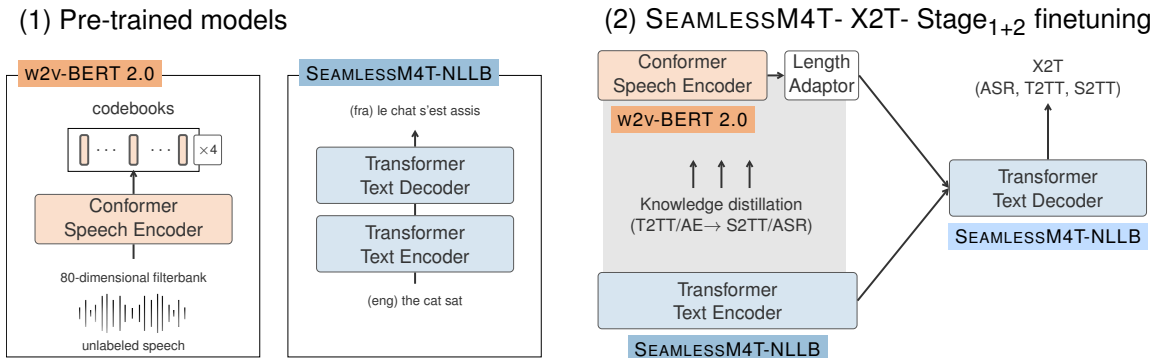 (1) Pre-trained models
W2V-BERT 2.0
codebooks
... ... ×4
Conformer
Speech Encoder
80-dimensional filterbank
unlabeled speech
SEAMLESSM4T-NLLB
(fra) le chat s'est assis
Transformer
Text Decoder
Transformer
Text Encoder
(eng) the cat sat
(2) SEAMLESSM4T- X2T- Stage1+2 finetuning
Conformer
Speech Encoder
Length
Adaptor
W2V-BERT 2.0
Knowledge distillation
(T2TT/AE→ S2TT/ASR)
Transformer
Text Encoder
SEAMLESSM4T-NLLB
X2T
(ASR, T2TT, S2TT)
Transformer
Text Decoder
SEAMLESSM4T-NLLB